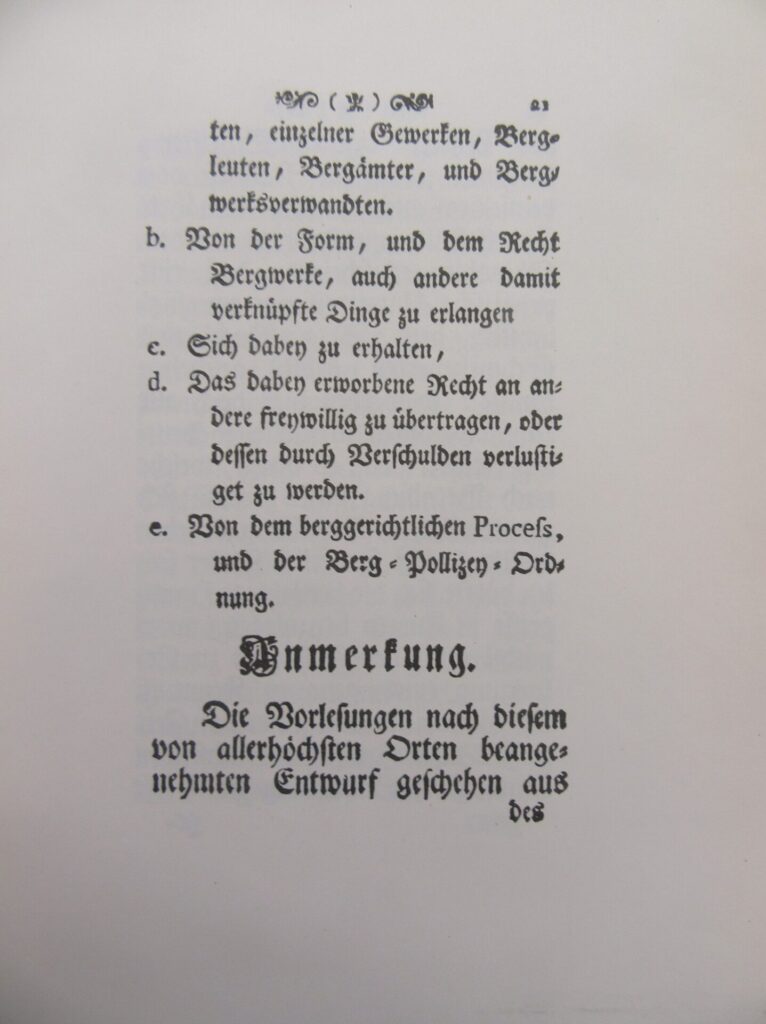 21
ten, einzelner Gewerken, Berg-
leuten, Bergämter, und Berg-
werksverwandten.
b. Von der Form, und dem Recht
Bergwerke, auch andere damit
verknüpfte Dinge zu erlangen
c. Sich dabey zu erhalten,
d. Das dabey erworbene Recht an an-
dere freywillig zu übertragen, oder
dessen durch Verschulden verlusti-
get zu werden.
e. Von dem berggerichtlichen Proceſs,
und der Berg-Pollizey-Ord-
nung.
Anmerkung.
Die Vorlesungen nach diesem
von allerhöchsten Orten beange-
nehmten Entwurf geschehen aus
des